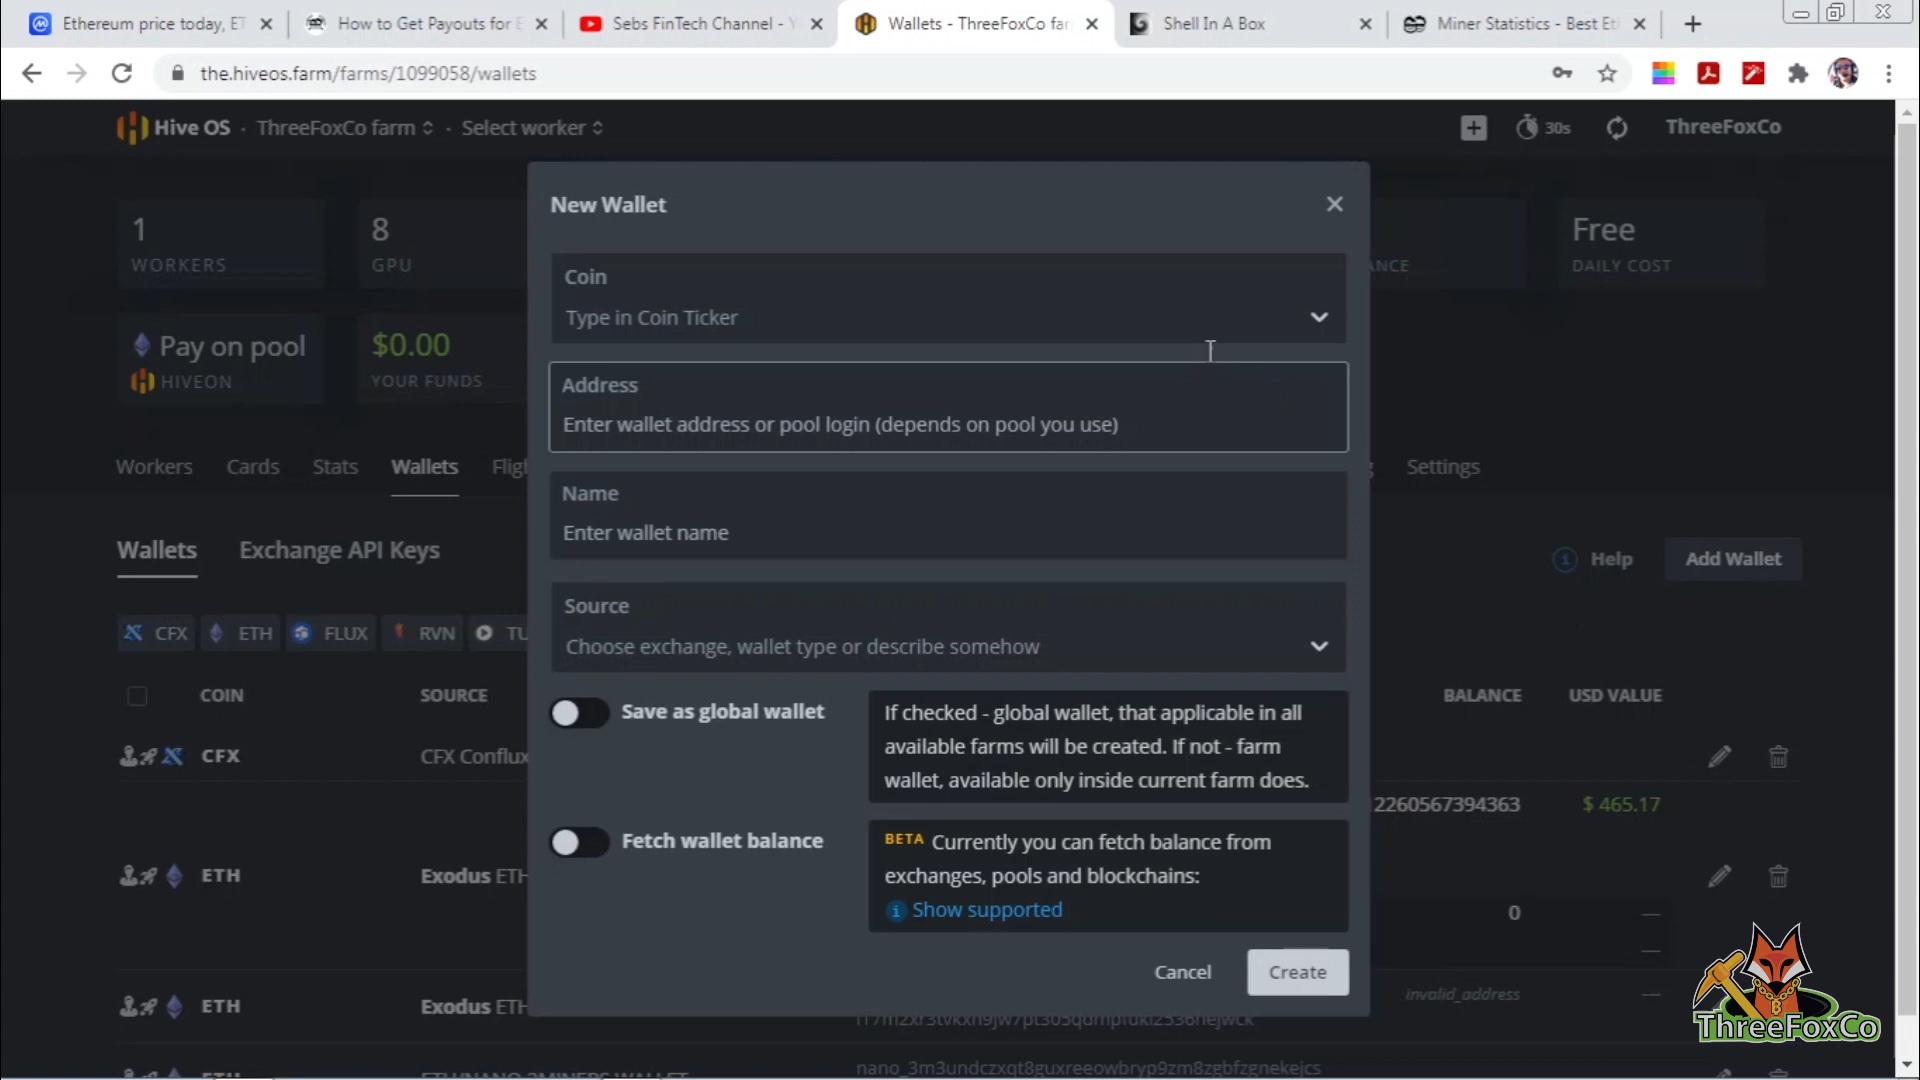 Ethereum price today, ET
How to Get Payouts for E
Sebs FinTech Channel - Y
Wallets - ThreeFoxCo far
Shell In A Box
Miner Statistics - Best Et
the.hiveos.farm/farms/1099058/wallets
Hive OS · ThreeFoxCo farm · Select worker
30s
ThreeFoxCo
1
WORKERS
8
GPU
ANCE
Free
DAILY COST
Pay on pool
HIVEON
$0.00
YOUR FUNDS
Workers Cards Stats Wallets Fligh
g Settings
Wallets Exchange API Keys
Help
Add Wallet
CFX ETH FLUX RVN TU
COIN SOURCE BALANCE USD VALUE
CFX CFX Conflux
2260567394363 $ 465.17
ETH Exodus ETH
0 —
—
ETH Exodus ETH
invalid_address —
nano_3m3undczxqt8guxreeowbryp9zm8zgbfzgnekejcs
New Wallet
Coin
Type in Coin Ticker
Address
Enter wallet address or pool login (depends on pool you use)
Name
Enter wallet name
Source
Choose exchange, wallet type or describe somehow
Save as global wallet
If checked - global wallet, that applicable in all
available farms will be created. If not - farm
wallet, available only inside current farm does.
Fetch wallet balance
BETA Currently you can fetch balance from
exchanges, pools and blockchains:
Show supported
Cancel
Create
ThreeFoxCo